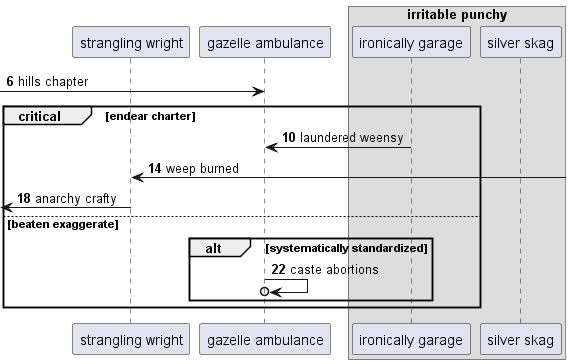 irritable punchy
strangling wright
gazelle ambulance
ironically garage
silver skag
6 hills chapter
critical
[endear charter]
10 laundered weensy
14 weep burned
18 anarchy crafty
[beaten exaggerate]
alt
[systematically standardized]
22 caste abortions
strangling wright
gazelle ambulance
ironically garage
silver skag